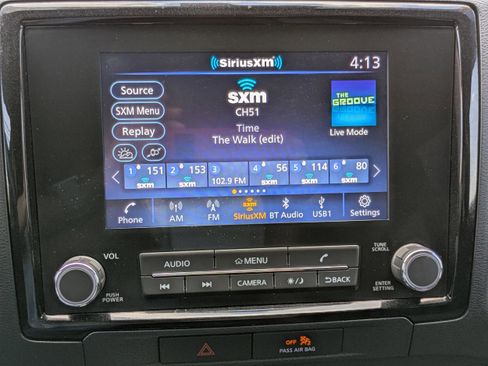 SiriusXM
4:13
Source
SXM Menu
Replay
sxm
CH51
Time
The Walk (edit)
THE GROOVE
Live Mode
1 151 sxm
2 153 sxm
3 102.9 FM
4 56 sxm
5 114 sxm
6 80 sxm
Phone
AM
FM
SiriusXM
BT Audio
USB1
Settings
VOL
PUSH POWER
AUDIO
MENU
CAMERA
BACK
TUNE SCROLL
ENTER SETTING
OFF
PASS AIR BAG